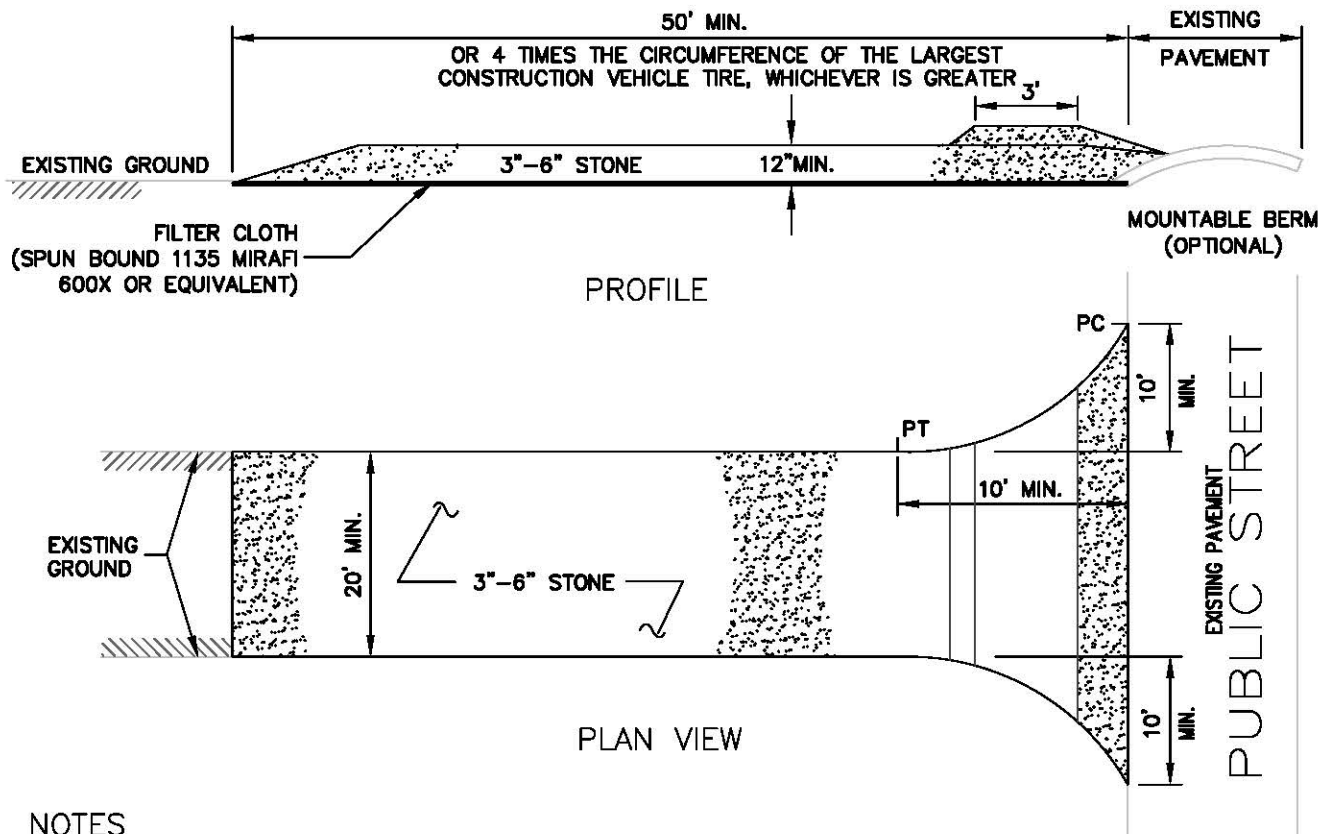 50' MIN.
EXISTING
PAVEMENT
OR 4 TIMES THE CIRCUMFERENCE OF THE LARGEST
CONSTRUCTION VEHICLE TIRE, WHICHEVER IS GREATER
3'
EXISTING GROUND
3"-6" STONE
12"MIN.
FILTER CLOTH
(SPUN BOUND 1135 MIRAFI
600X OR EQUIVALENT)
MOUNTABLE BERM
(OPTIONAL)
PROFILE
PC
10'
MIN.
PT
10' MIN.
EXISTING
GROUND
20' MIN.
3"-6" STONE
EXISTING PAVEMENT
PUBLIC STREET
10'
MIN.
PLAN VIEW
NOTES